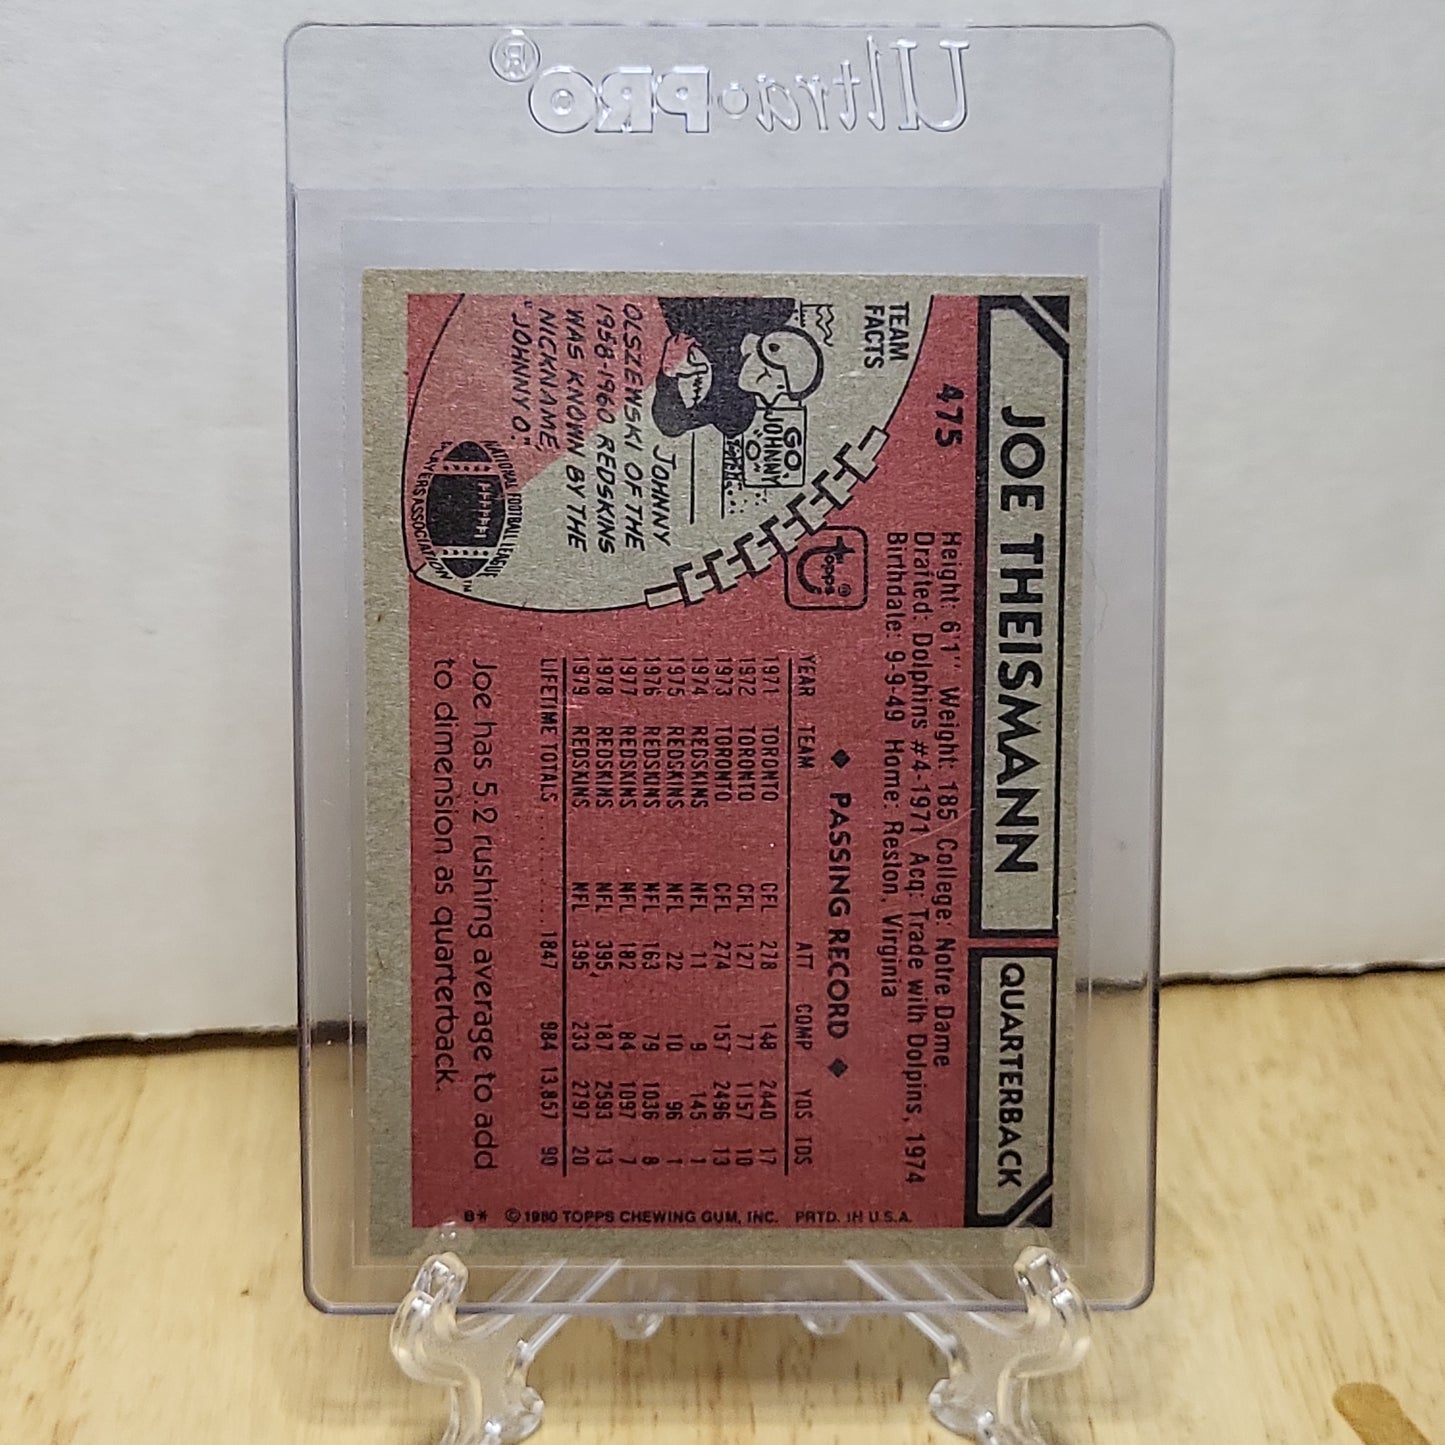 Ultra·PRO®
JOE THEISMANN
QUARTERBACK
475
Height: 6'1" Weight: 185 College: Notre Dame
Drafted: Dolphins #4-1971 Acq: Trade with Dolpins, 1974
Birthdate: 9-9-49 Home: Reston, Virginia
TEAM
FACTS
GO,
JOHNNY
"O"
JOHNNY
OLSZEWSKI OF THE
1958-1960 REDSKINS
WAS KNOWN BY THE
NICKNAME,
"JOHNNY O."
NATIONAL FOOTBALL LEAGUE
PLAYERS ASSOCIATION
TM
topps®
◆ PASSING RECORD ◆
YEAR TEAM ATT COMP YDS TDS
1971 TORONTO CFL 278 148 2440 17
1972 TORONTO CFL 127 77 1157 10
1973 TORONTO CFL 274 157 2496 13
1974 REDSKINS NFL 11 9 145 1
1975 REDSKINS NFL 22 10 96 1
1976 REDSKINS NFL 163 79 1036 8
1977 REDSKINS NFL 182 84 1097 7
1978 REDSKINS NFL 395 187 2593 13
1979 REDSKINS NFL 395 233 2797 20
LIFETIME TOTALS 1847 984 13,857 90
Joe has 5.2 rushing average to add
to dimension as quarterback.
B* © 1980 TOPPS CHEWING GUM, INC. PRTD. IN U.S.A.